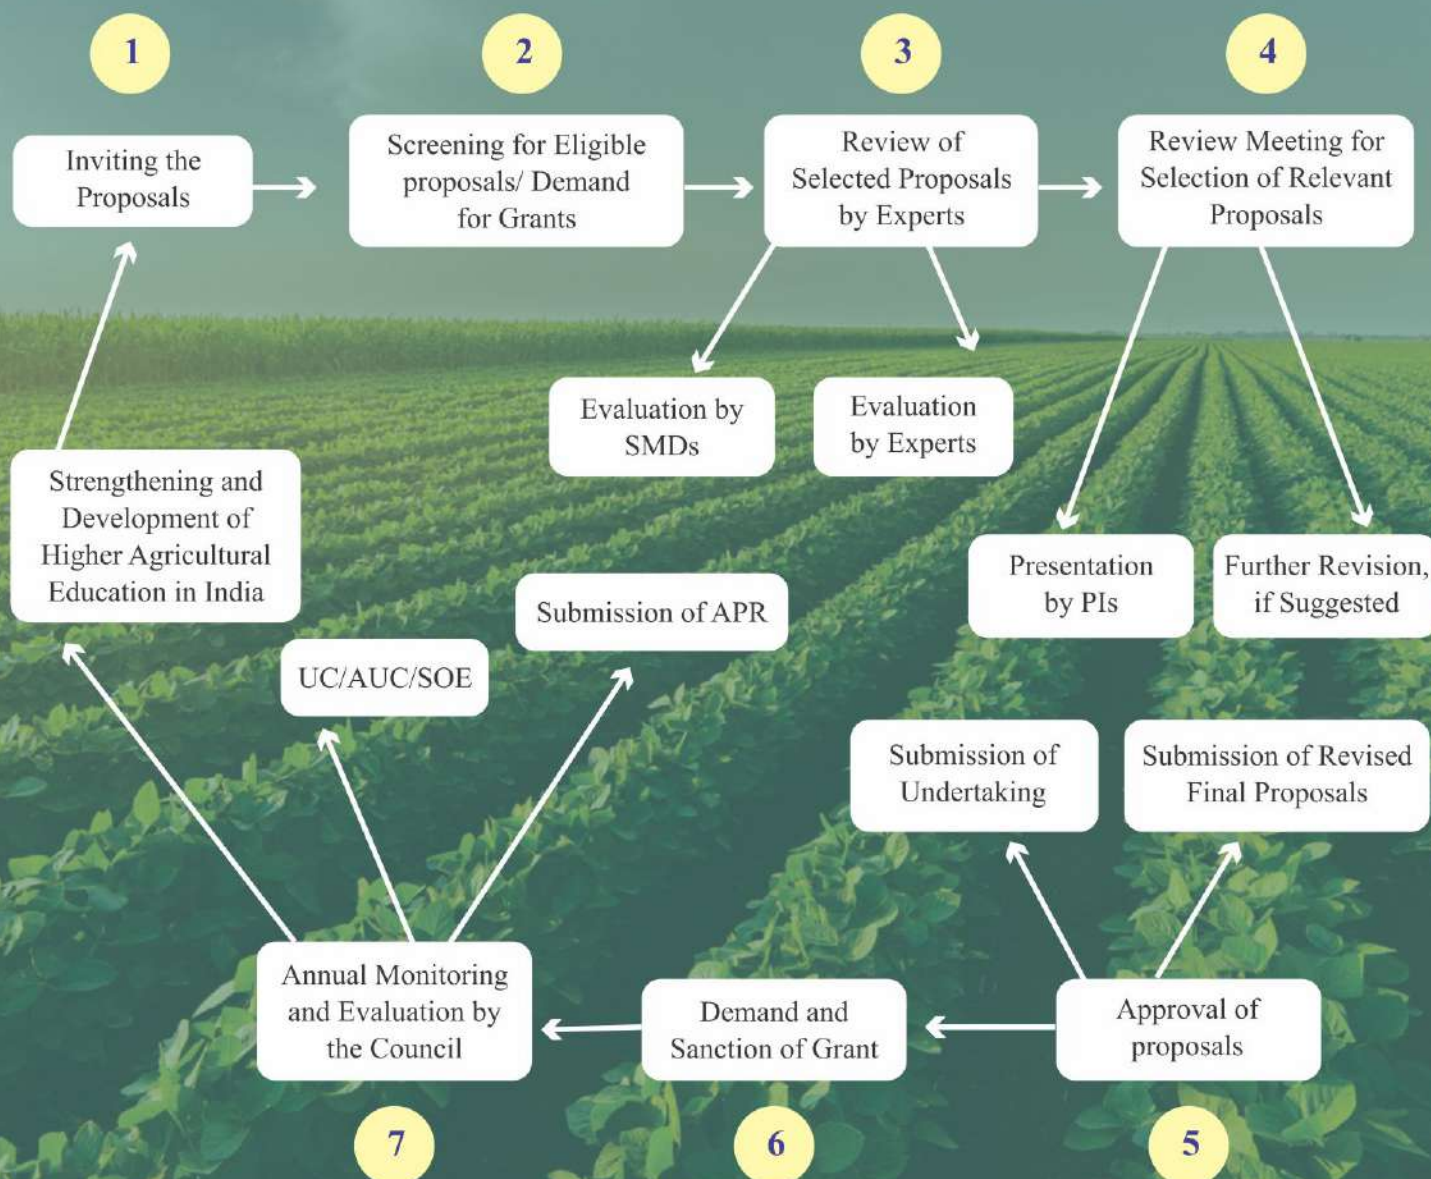 1
Inviting the
Proposals
2
Screening for Eligible
proposals/ Demand
for Grants
3
Review of
Selected Proposals
by Experts
4
Review Meeting for
Selection of Relevant
Proposals
Evaluation by
SMDs
Evaluation
by Experts
Presentation
by PIs
Further Revision,
if Suggested
Strengthening and
Development of
Higher Agricultural
Education in India
UC/AUC/SOE
Submission of APR
Submission of
Undertaking
Submission of Revised
Final Proposals
Annual Monitoring
and Evaluation by
the Council
7
Demand and
Sanction of Grant
6
Approval of
proposals
5